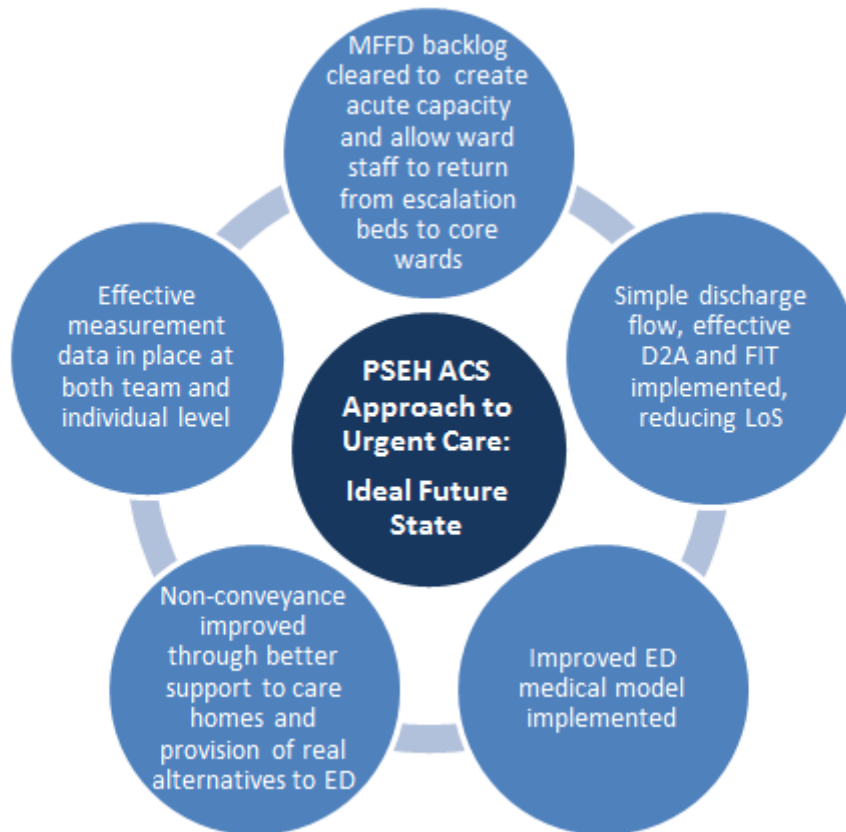 MFFD backlog
cleared to create
acute capacity
and allow ward
staff to return
from escalation
beds to core
wards
Simple discharge
flow, effective
D2A and FIT
implemented,
reducing LoS
Improved ED
medical model
implemented
Non-conveyance
improved
through better
support to care
homes and
provision of real
alternatives to ED
Effective
measurement
data in place at
both team and
individual level
PSEH ACS
Approach to
Urgent Care:
Ideal Future
State